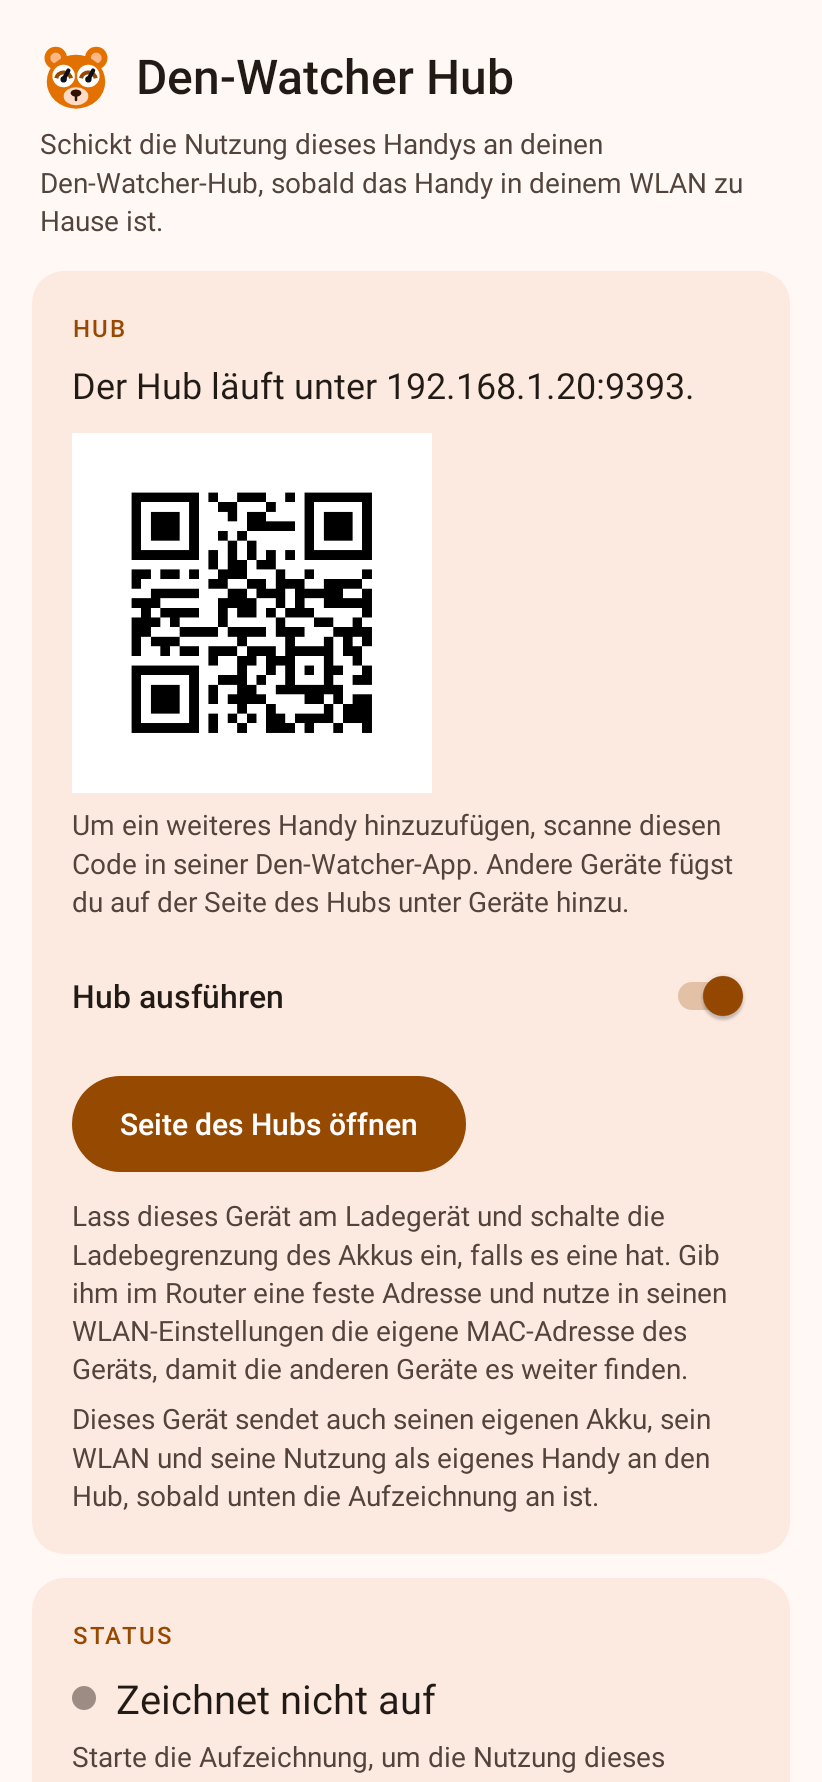 Den-Watcher Hub
Schickt die Nutzung dieses Handys an deinen
Den-Watcher-Hub, sobald das Handy in deinem WLAN zu
Hause ist.
HUB
Der Hub läuft unter 192.168.1.20:9393.
Um ein weiteres Handy hinzuzufügen, scanne diesen
Code in seiner Den-Watcher-App. Andere Geräte fügst
du auf der Seite des Hubs unter Geräte hinzu.
Hub ausführen
Seite des Hubs öffnen
Lass dieses Gerät am Ladegerät und schalte die
Ladebegrenzung des Akkus ein, falls es eine hat. Gib
ihm im Router eine feste Adresse und nutze in seinen
WLAN-Einstellungen die eigene MAC-Adresse des
Geräts, damit die anderen Geräte es weiter finden.
Dieses Gerät sendet auch seinen eigenen Akku, sein
WLAN und seine Nutzung als eigenes Handy an den
Hub, sobald unten die Aufzeichnung an ist.
STATUS
Zeichnet nicht auf
Starte die Aufzeichnung, um die Nutzung dieses